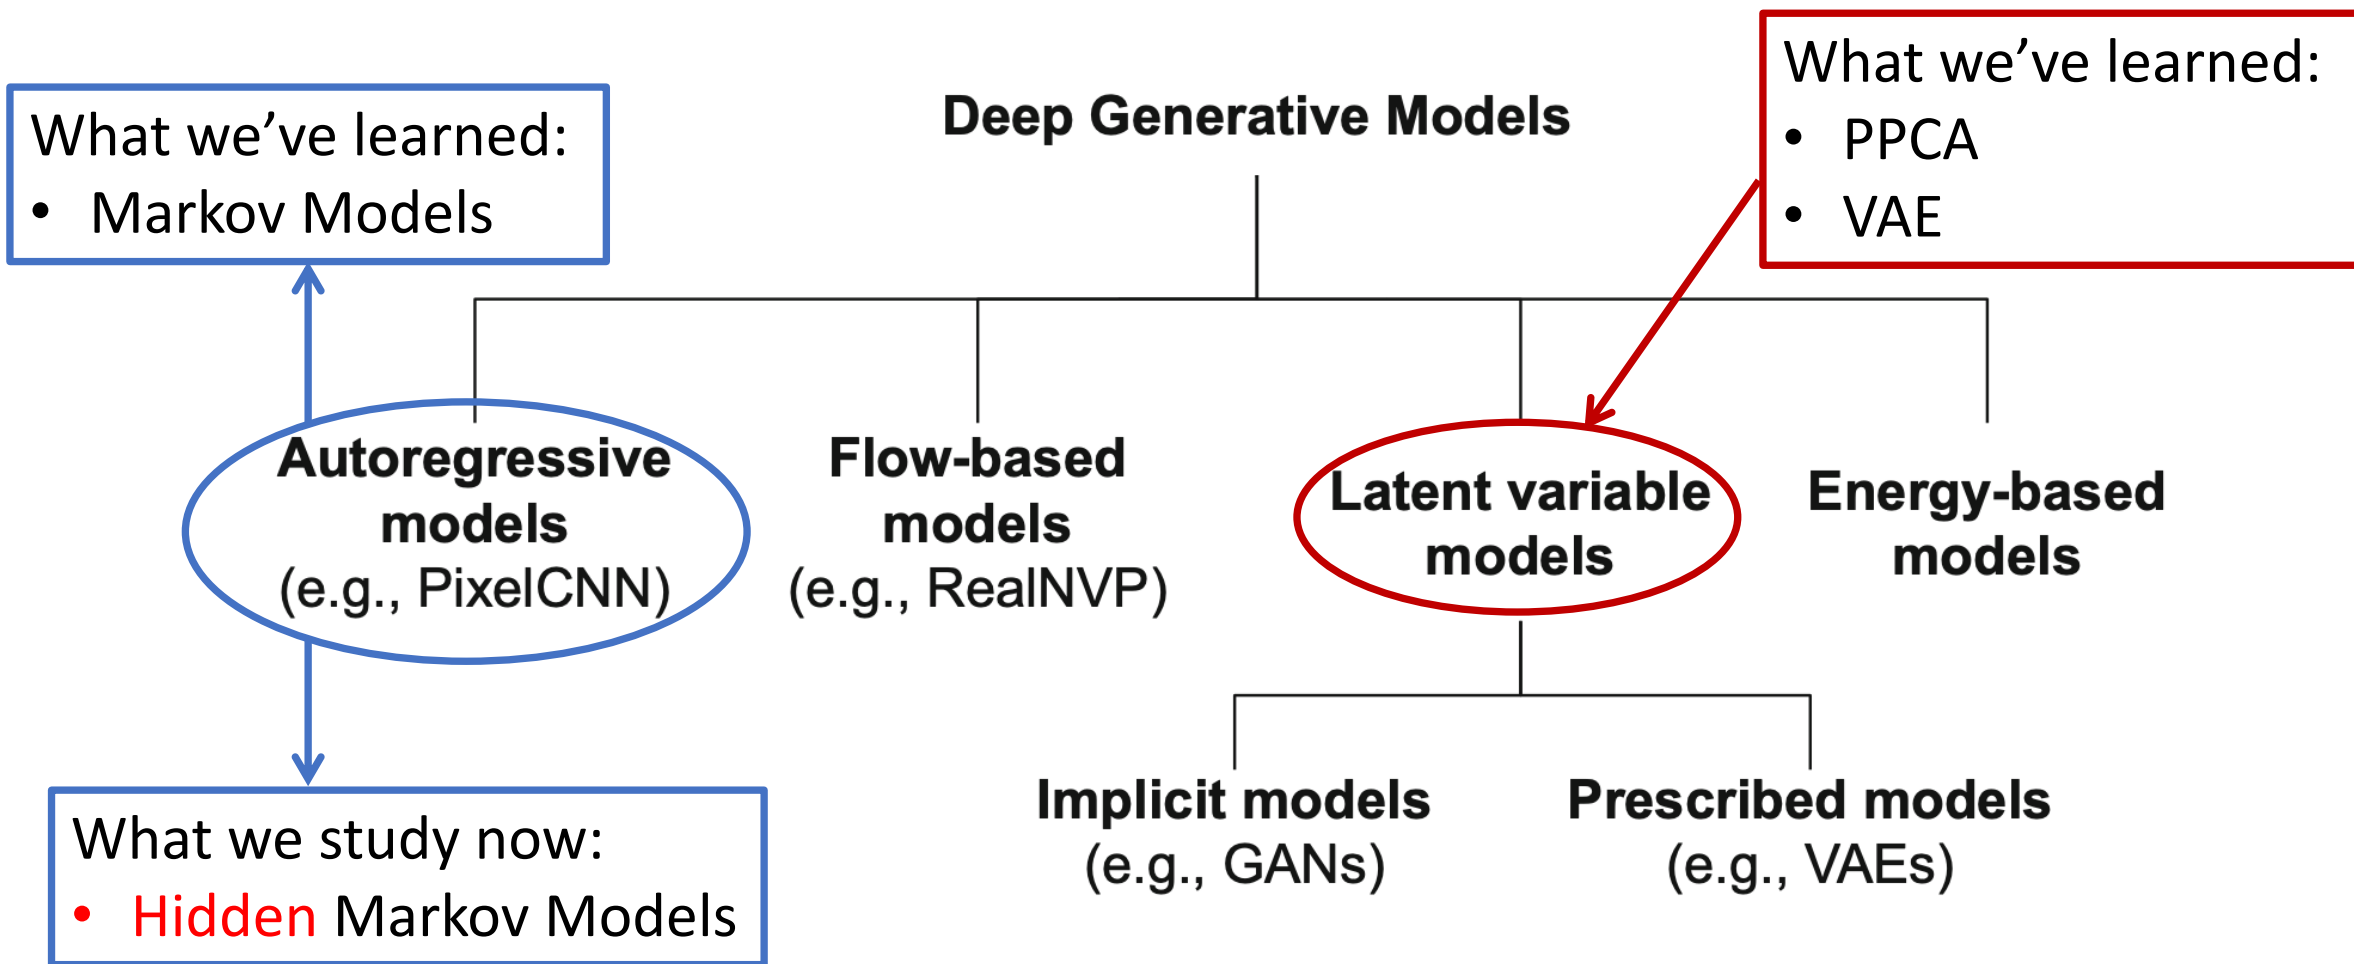 What we’ve learned:
• Markov Models
Deep Generative Models
What we’ve learned:
• PPCA
• VAE
Autoregressive
models
(e.g., PixelCNN)
Flow-based
models
(e.g., RealNVP)
Latent variable
models
Energy-based
models
Implicit models
(e.g., GANs)
Prescribed models
(e.g., VAEs)
What we study now:
• Hidden Markov Models